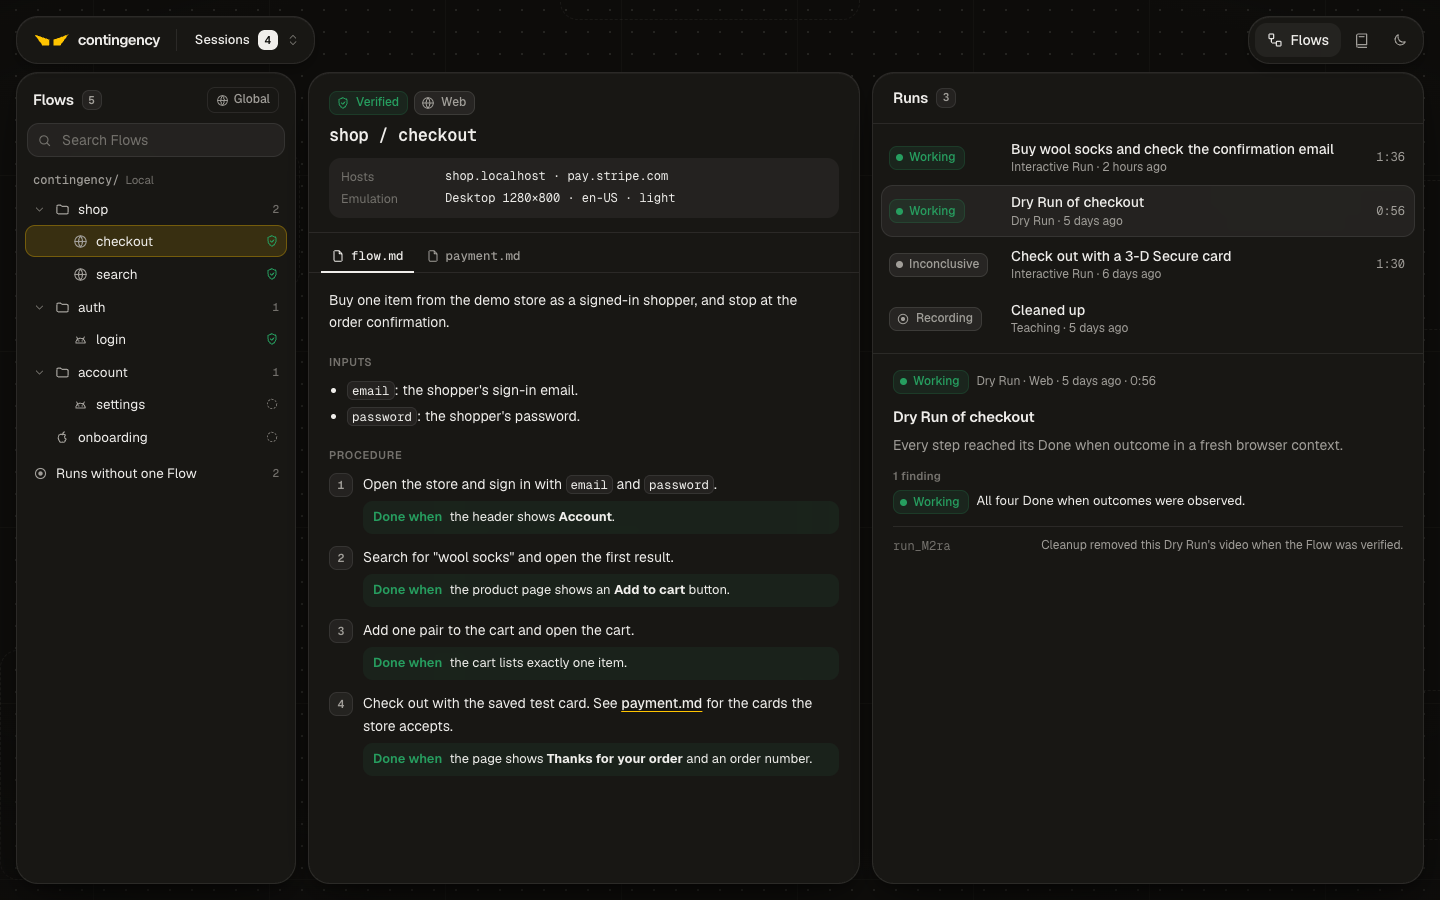 contingency
Sessions 4
Flows
Flows 5
Global
Search Flows
contingency/ Local
shop 2
checkout
search
auth 1
login
account 1
settings
onboarding
Runs without one Flow 2
Verified
Web
shop / checkout
Hosts shop.localhost · pay.stripe.com
Emulation Desktop 1280×800 · en-US · light
flow.md
payment.md
Buy one item from the demo store as a signed-in shopper, and stop at the
order confirmation.
INPUTS
email: the shopper's sign-in email.
password: the shopper's password.
PROCEDURE
1 Open the store and sign in with email and password.
Done when the header shows Account.
2 Search for "wool socks" and open the first result.
Done when the product page shows an Add to cart button.
3 Add one pair to the cart and open the cart.
Done when the cart lists exactly one item.
4 Check out with the saved test card. See payment.md for the cards the
store accepts.
Done when the page shows Thanks for your order and an order number.
Runs 3
Working Buy wool socks and check the confirmation email 1:36
Interactive Run · 2 hours ago
Working Dry Run of checkout 0:56
Dry Run · 5 days ago
Inconclusive Check out with a 3-D Secure card 1:30
Interactive Run · 6 days ago
Recording Cleaned up
Teaching · 5 days ago
Working Dry Run · Web · 5 days ago · 0:56
Dry Run of checkout
Every step reached its Done when outcome in a fresh browser context.
1 finding
Working All four Done when outcomes were observed.
run_M2ra Cleanup removed this Dry Run's video when the Flow was verified.